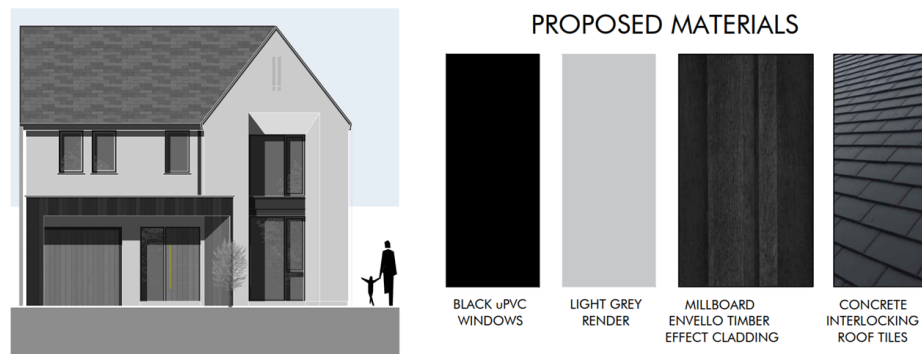 PROPOSED MATERIALS
BLACK uPVC
WINDOWS
LIGHT GREY
RENDER
MILLBOARD
ENVELLO TIMBER
EFFECT CLADDING
CONCRETE
INTERLOCKING
ROOF TILES